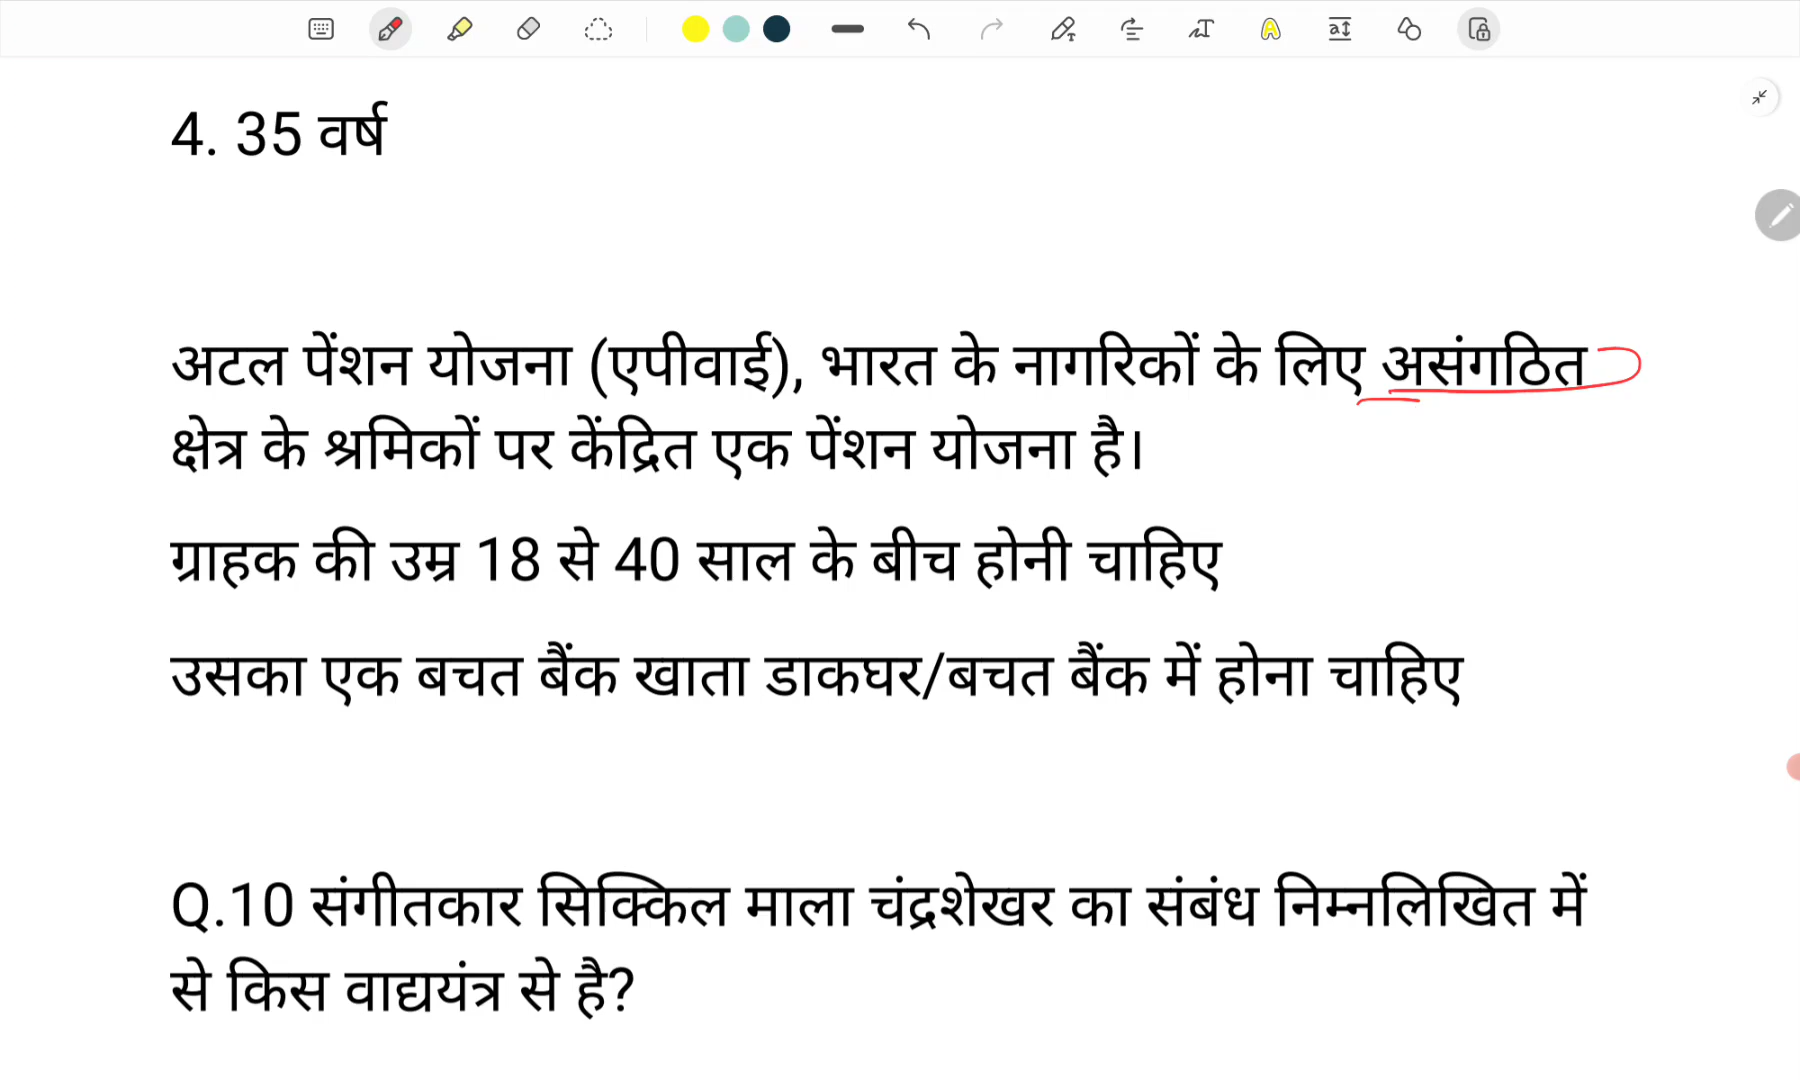 4. 35 वर्ष
अटल पेंशन योजना (एपीवाई), भारत के नागरिकों के लिए असंगठित
क्षेत्र के श्रमिकों पर केंद्रित एक पेंशन योजना है।
ग्राहक की उम्र 18 से 40 साल के बीच होनी चाहिए
उसका एक बचत बैंक खाता डाकघर/बचत बैंक में होना चाहिए
Q.10 संगीतकार सिक्किल माला चंद्रशेखर का संबंध निम्नलिखित में
से किस वाद्ययंत्र से है?